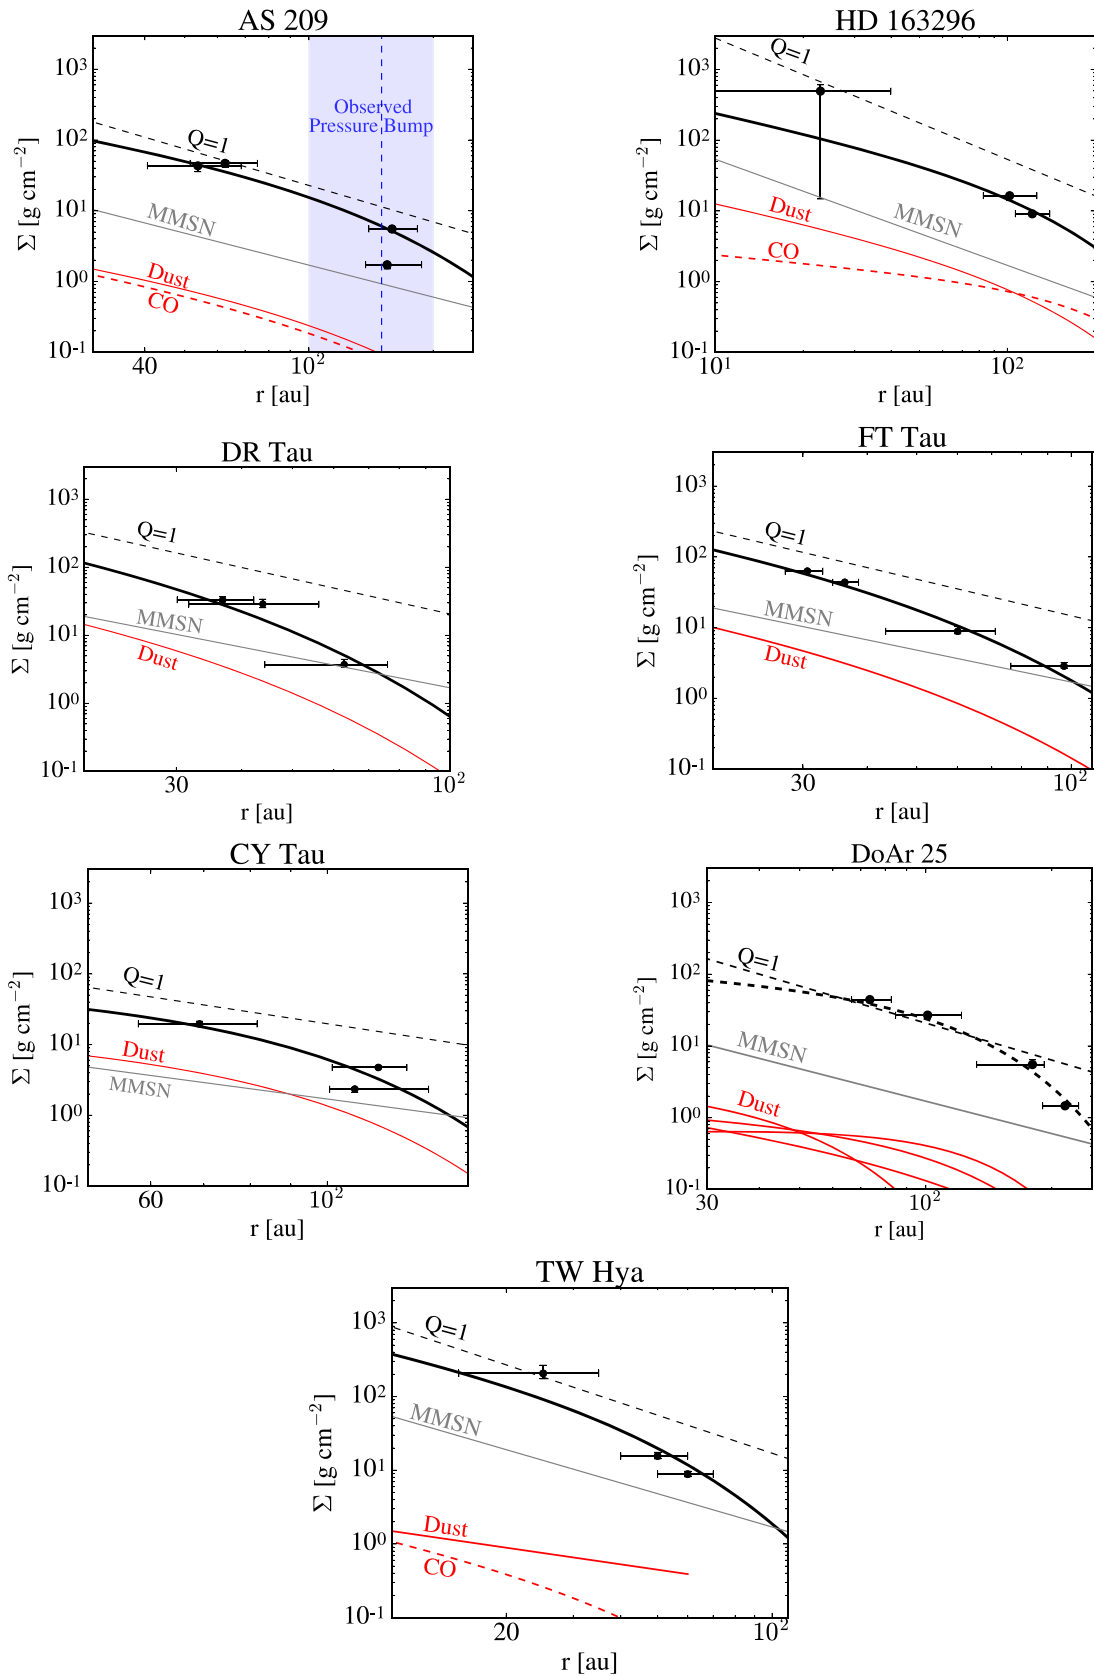 AS 209
10³
10²
10¹
10⁰
10⁻¹
Σ [g cm⁻²]
Q=1
Observed
Pressure Bump
MMSN
Dust
CO
40
10²
r [au]
HD 163296
10³
10²
10¹
10⁰
10⁻¹
Σ [g cm⁻²]
Q=1
MMSN
Dust
CO
10¹
10²
r [au]
DR Tau
10³
10²
10¹
10⁰
10⁻¹
Σ [g cm⁻²]
Q=1
MMSN
Dust
30
10²
r [au]
FT Tau
10³
10²
10¹
10⁰
10⁻¹
Σ [g cm⁻²]
Q=1
MMSN
Dust
30
10²
r [au]
CY Tau
10³
10²
10¹
10⁰
10⁻¹
Σ [g cm⁻²]
Q=1
Dust
MMSN
60
10²
r [au]
DoAr 25
10³
10²
10¹
10⁰
10⁻¹
Σ [g cm⁻²]
Q=1
MMSN
Dust
30
10²
r [au]
TW Hya
10³
10²
10¹
10⁰
10⁻¹
Σ [g cm⁻²]
Q=1
MMSN
Dust
CO
20
10²
r [au]